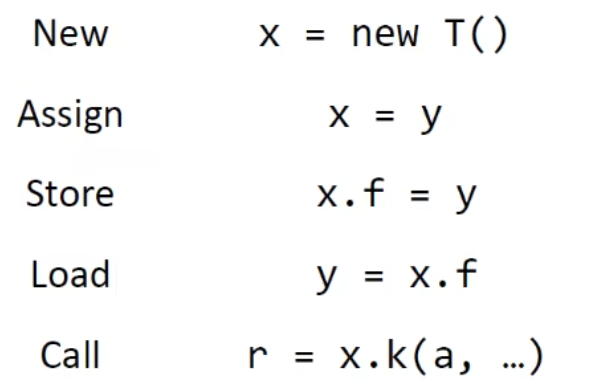 New x = new T()
Assign x = y
Store x.f = y
Load y = x.f
Call r = x.k(a, …)